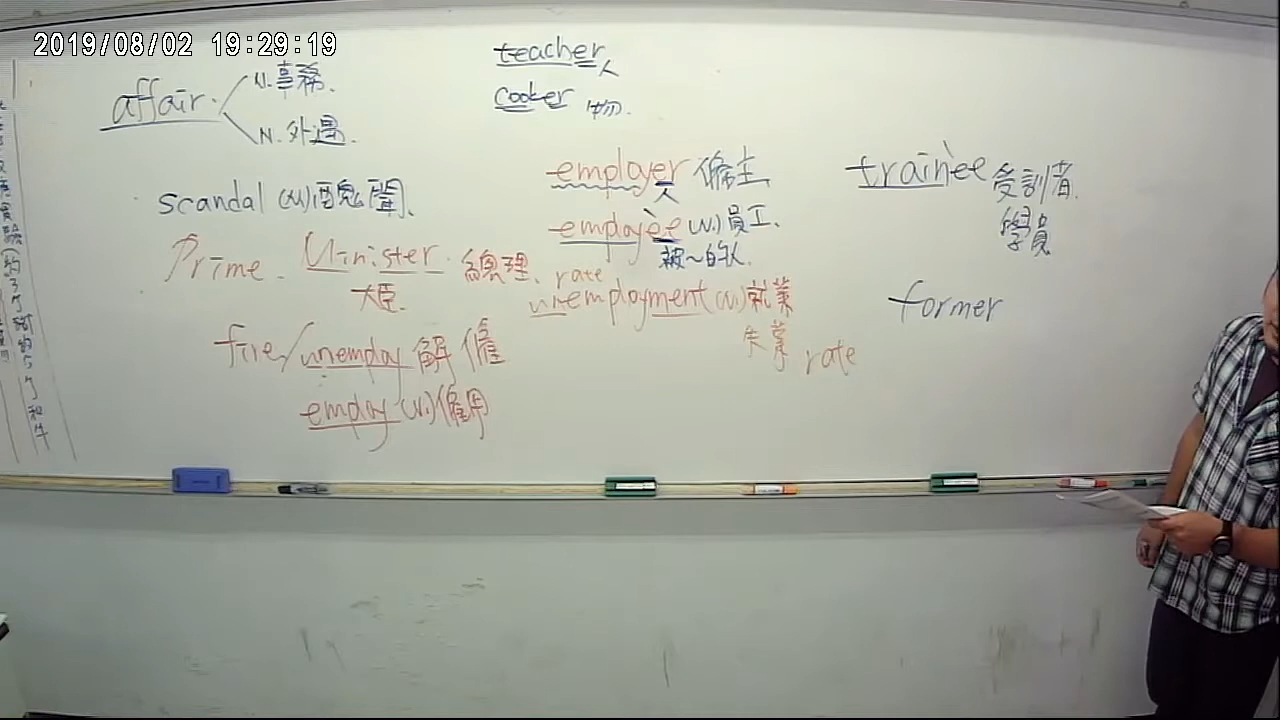 2019/08/02 19:29:19
affair. N.事務.
N.外遇.
teacher 人
cooker 物.
scandal (N)醜聞.
Prime Minister. 總理.
大臣.
fire/unemploy 解僱
employ (V.)僱用
employer 僱主
人
employee (N.)員工.
被~的人.
rate
unemployment (N.)就業
失業 rate
trainee 受訓者.
學員
former